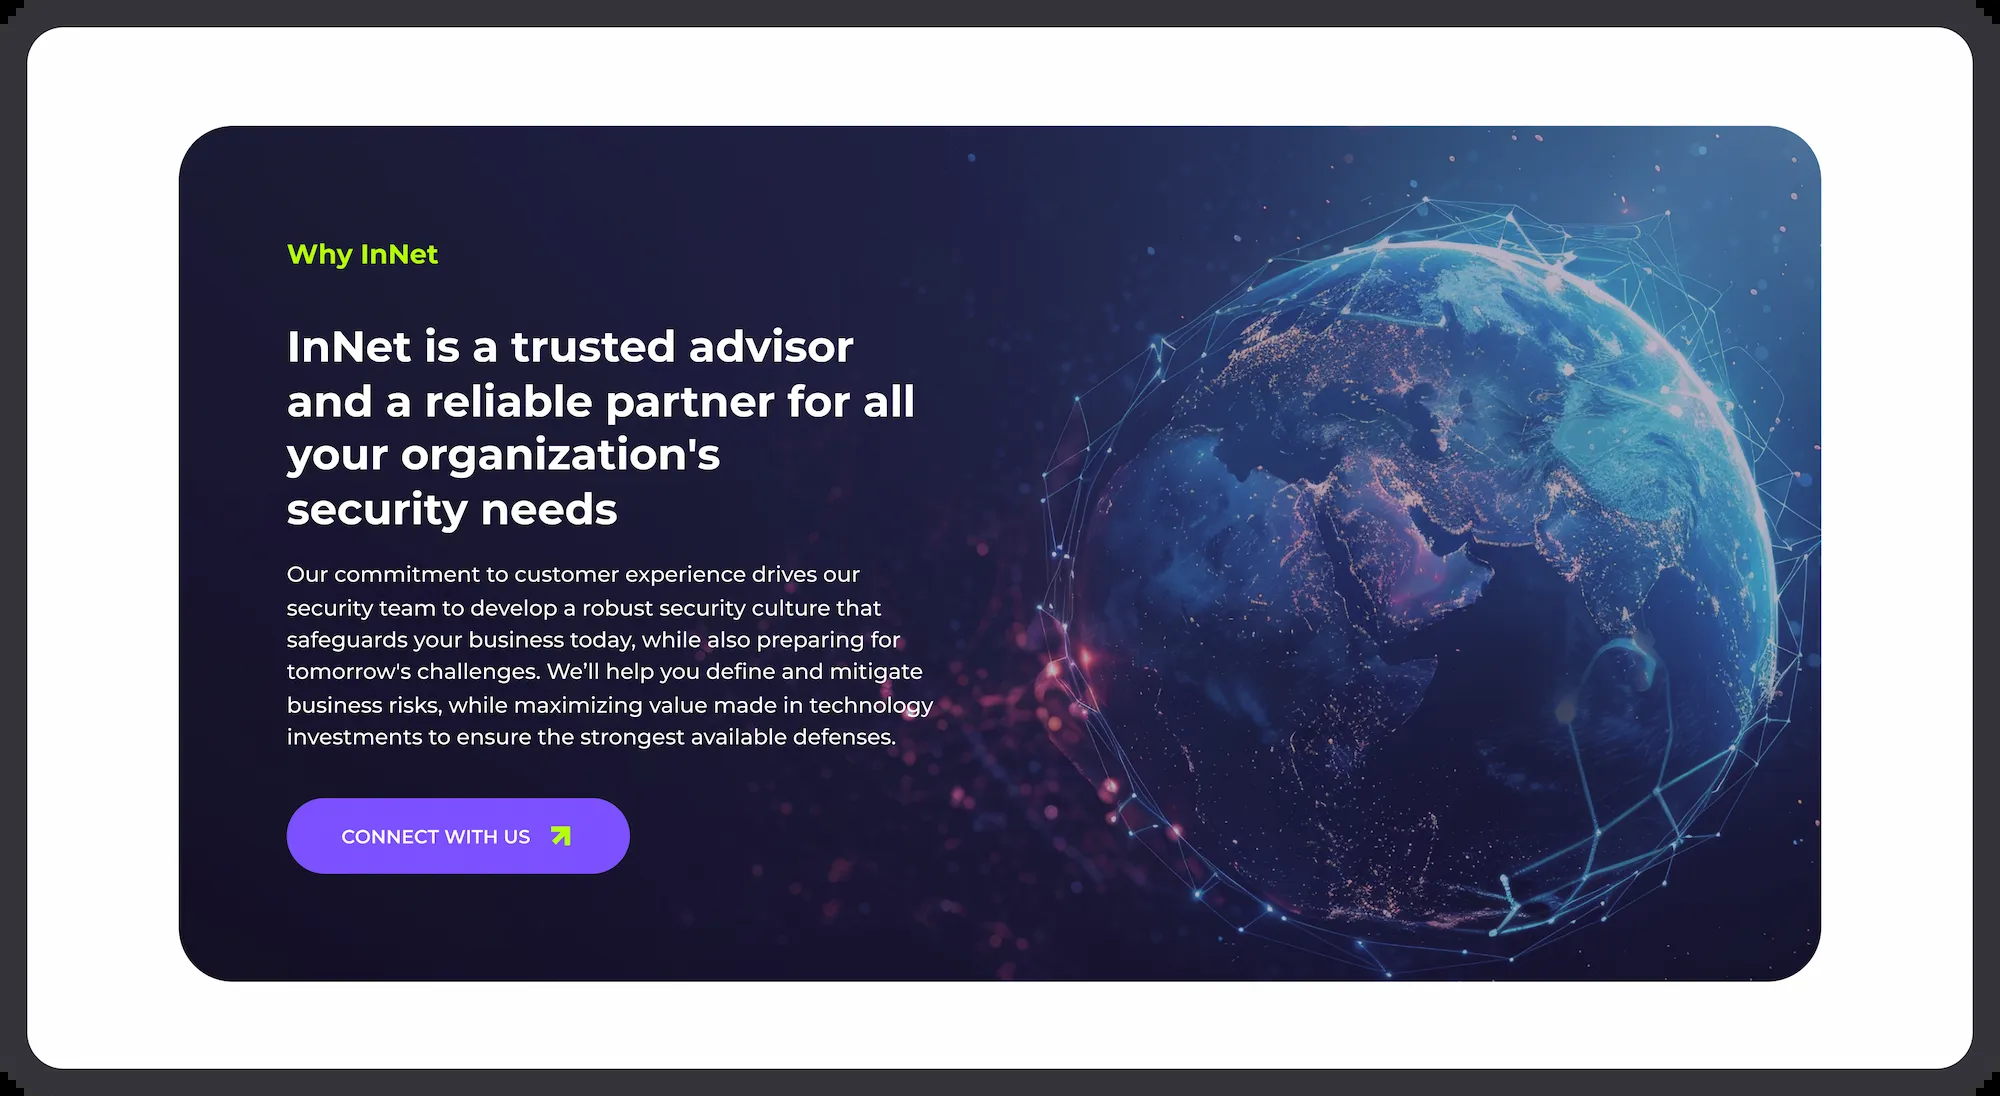 Why InNet
InNet is a trusted advisor
and a reliable partner for all
your organization's
security needs
Our commitment to customer experience drives our
security team to develop a robust security culture that
safeguards your business today, while also preparing for
tomorrow's challenges. We’ll help you define and mitigate
business risks, while maximizing value made in technology
investments to ensure the strongest available defenses.
CONNECT WITH US